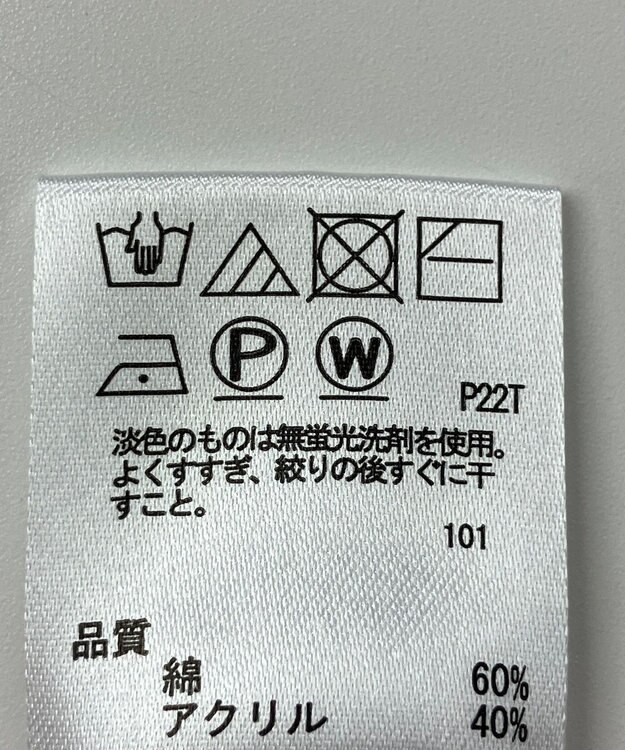 P W
P22T
淡色のものは無蛍光洗剤を使用。
よくすすぎ、絞りの後すぐに干
すこと。
101
品質
綿 60%
アクリル 40%